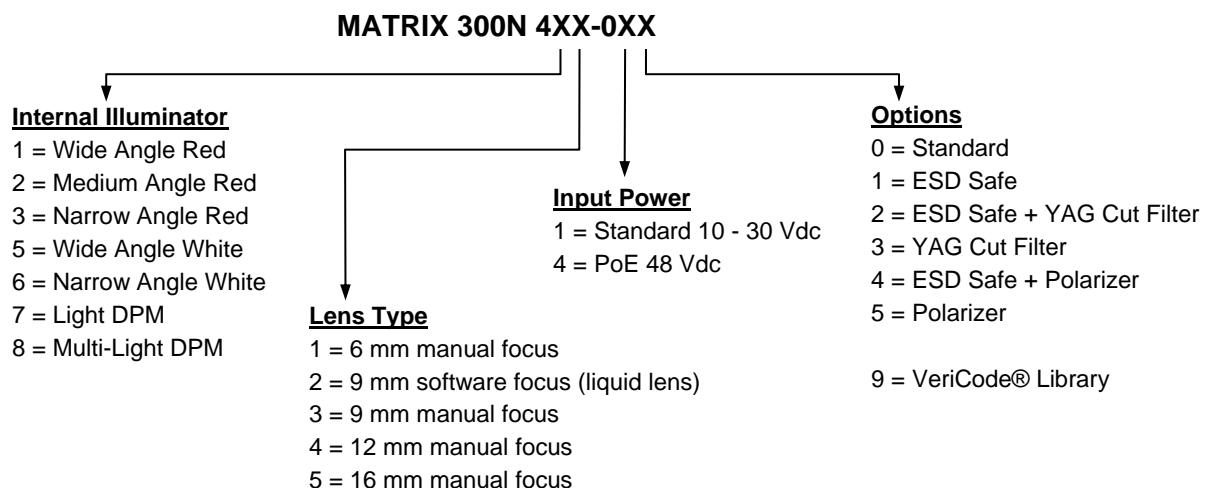 MATRIX 300N 4XX-0XX
Internal Illuminator
1 = Wide Angle Red
2 = Medium Angle Red
3 = Narrow Angle Red
5 = Wide Angle White
6 = Narrow Angle White
7 = Light DPM
8 = Multi-Light DPM
Lens Type
1 = 6 mm manual focus
2 = 9 mm software focus (liquid lens)
3 = 9 mm manual focus
4 = 12 mm manual focus
5 = 16 mm manual focus
Input Power
1 = Standard 10 - 30 Vdc
4 = PoE 48 Vdc
Options
0 = Standard
1 = ESD Safe
2 = ESD Safe + YAG Cut Filter
3 = YAG Cut Filter
4 = ESD Safe + Polarizer
5 = Polarizer
9 = VeriCode® Library